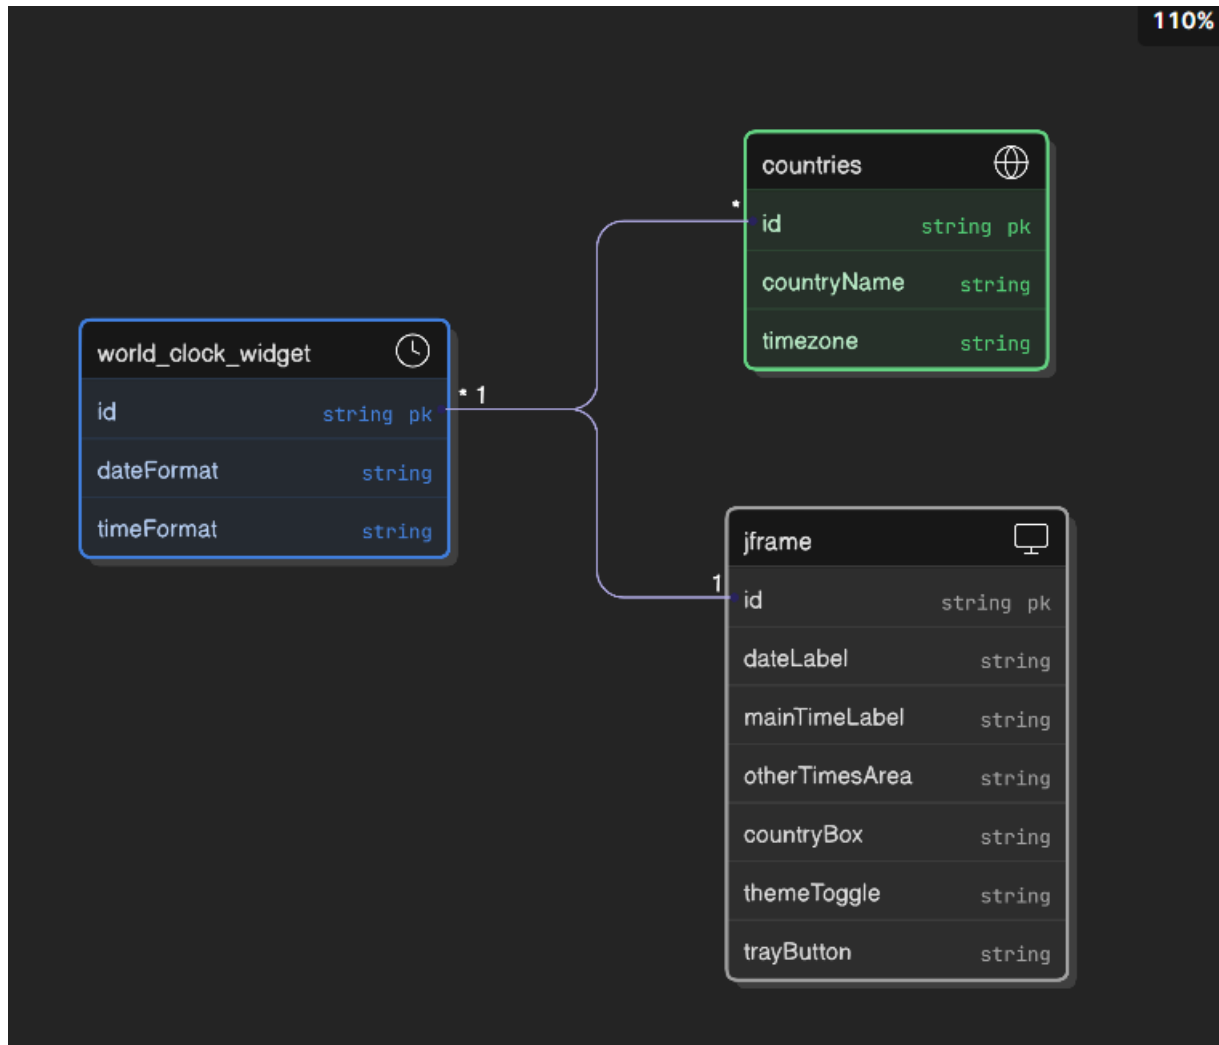 110%
countries
id string pk
countryName string
timezone string
*
world_clock_widget
* 1
id string pk
dateFormat string
timeFormat string
jframe
1
id string pk
dateLabel string
mainTimeLabel string
otherTimesArea string
countryBox string
themeToggle string
trayButton string